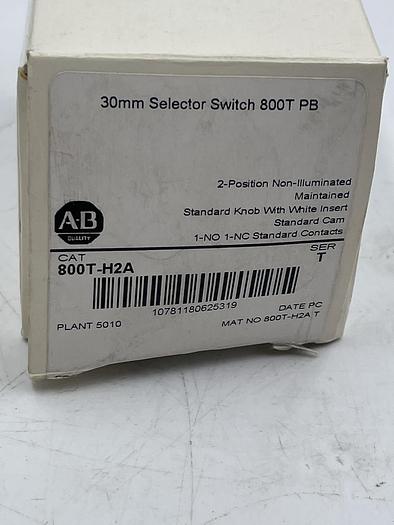 30mm Selector Switch 800T PB
2-Position Non-Illuminated
Maintained
Standard Knob With White Insert
Standard Cam
1-NO 1-NC Standard Contacts
A-B
QUALITY
CAT
SER
800T-H2A
T
10781180625319
DATE PC
PLANT 5010
MAT NO 800T-H2A T